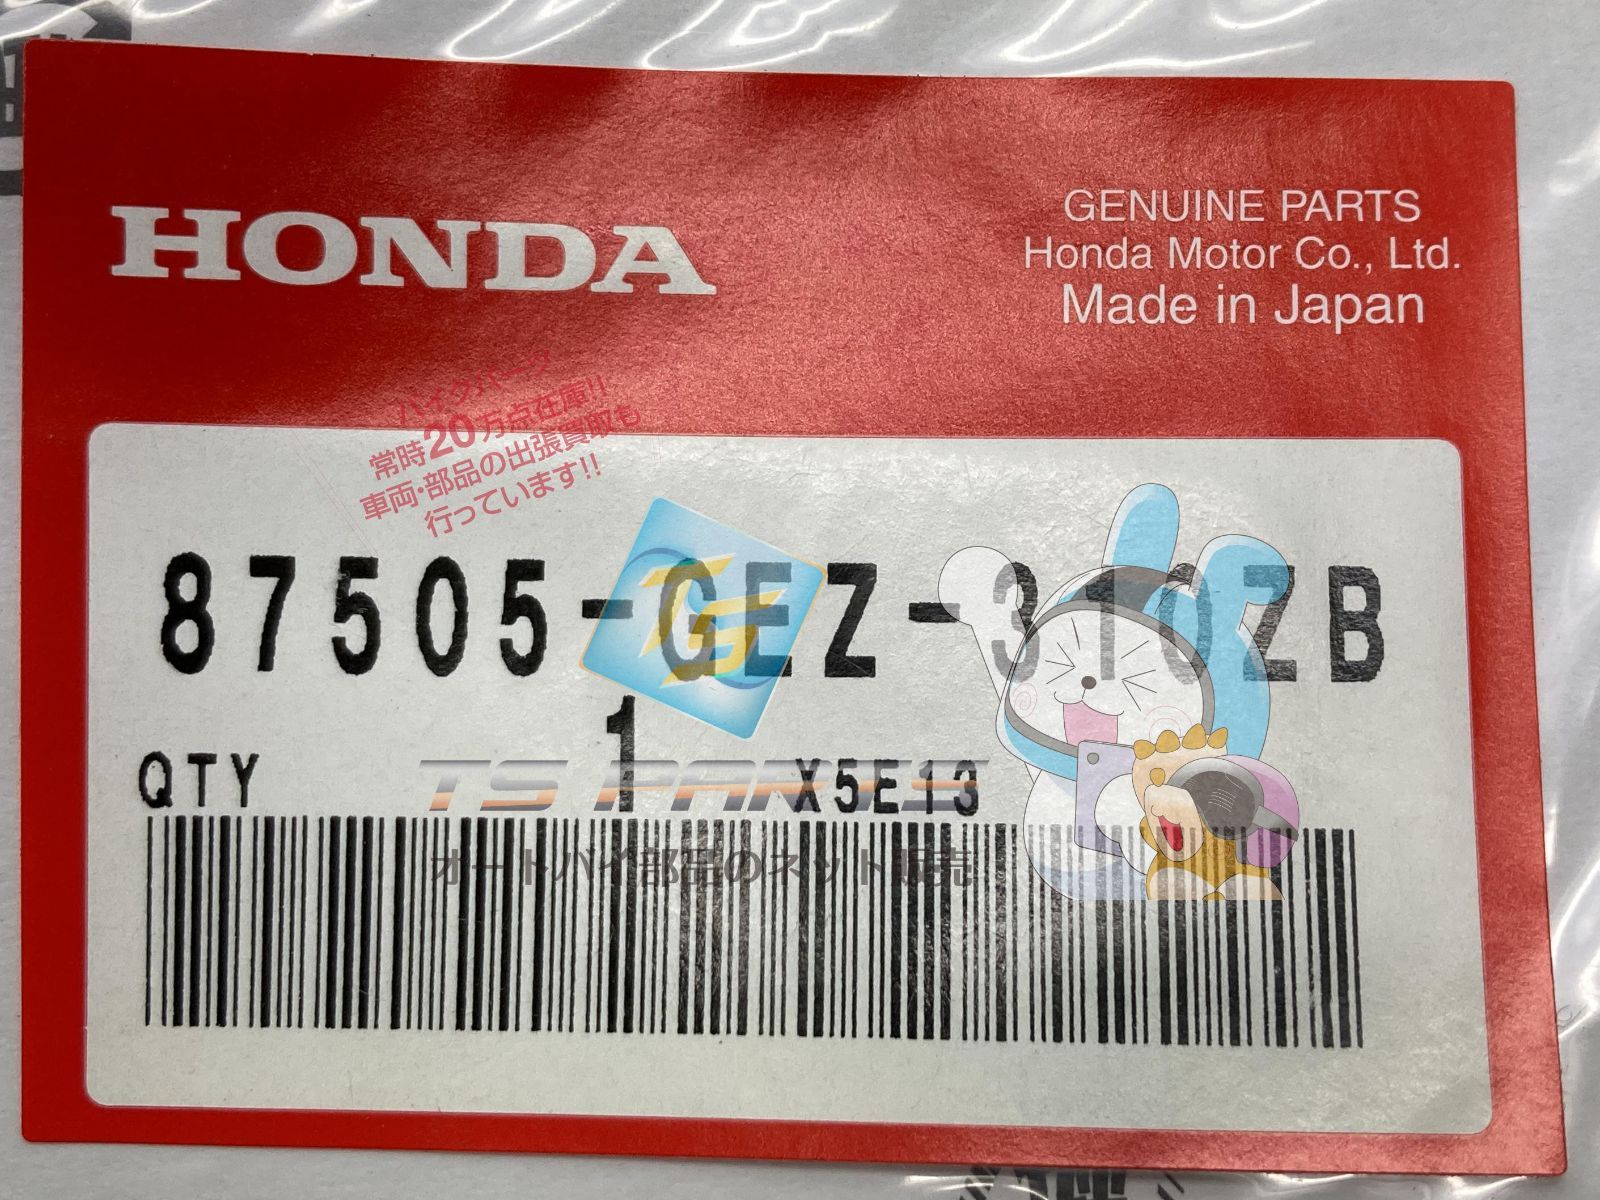 HONDA
GENUINE PARTS
Honda Motor Co., Ltd.
Made in Japan
バイクパーツ
常時20万点在庫!!
車両・部品の出張買取も
行っています!!
87505-GEZ-310ZB
TS
QTY 1 X5E13
TS PARTS
オートバイ部品のネット販売